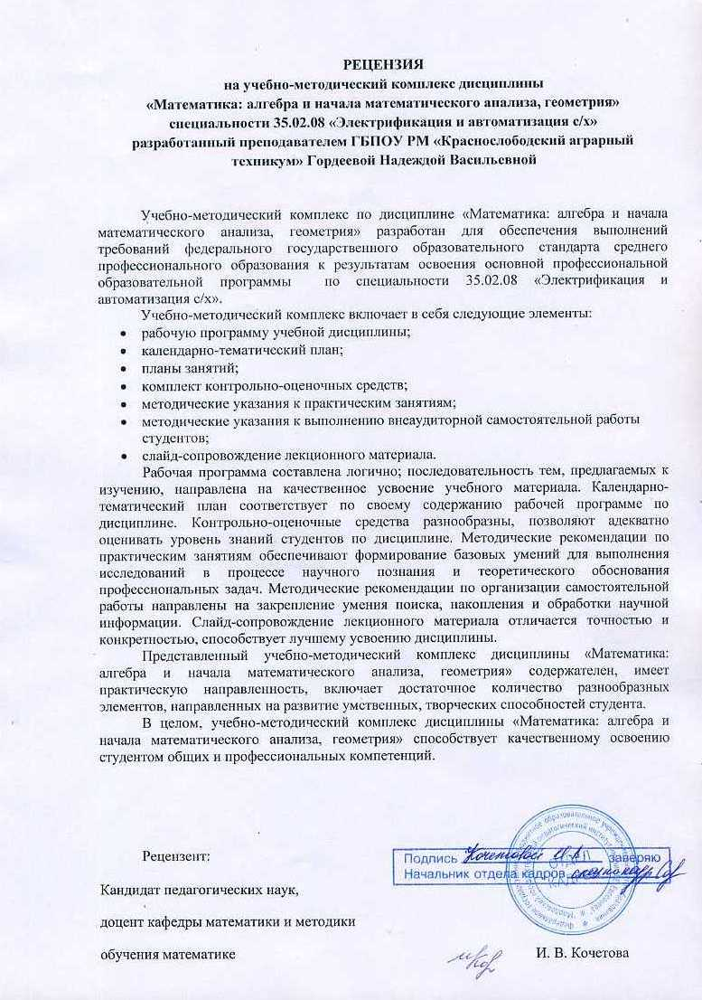 РЕЦЕНЗИЯ
на учебно-методический комплекс дисциплины
«Математика: алгебра и начала математического анализа, геометрия»
специальности 35.02.08 «Электрификация и автоматизация с/х»
разработанный преподавателем ГБПОУ РМ «Краснослободский аграрный
техникум» Гордеевой Надеждой Васильевной
Учебно-методический комплекс по дисциплине «Математика: алгебра и начала
математического анализа, геометрия» разработан для обеспечения выполнений
требований федерального государственного образовательного стандарта среднего
профессионального образования к результатам освоения основной профессиональной
образовательной программы по специальности 35.02.08 «Электрификация и
автоматизация с/х».
Учебно-методический комплекс включает в себя следующие элементы:
• рабочую программу учебной дисциплины;
• календарно-тематический план;
• планы занятий;
• комплект контрольно-оценочных средств;
• методические указания к практическим занятиям;
• методические указания к выполнению внеаудиторной самостоятельной работы
студентов;
• слайд-сопровождение лекционного материала.
Рабочая программа составлена логично; последовательность тем, предлагаемых к
изучению, направлена на качественное усвоение учебного материала. Календарно-
тематический план соответствует по своему содержанию рабочей программе по
дисциплине. Контрольно-оценочные средства разнообразны, позволяют адекватно
оценивать уровень знаний студентов по дисциплине. Методические рекомендации по
практическим занятиям обеспечивают формирование базовых умений для выполнения
исследований в процессе научного познания и теоретического обоснования
профессиональных задач. Методические рекомендации по организации самостоятельной
работы направлены на закрепление умения поиска, накопления и обработки научной
информации. Слайд-сопровождение лекционного материала отличается точностью и
конкретностью, способствует лучшему усвоению дисциплины.
Представленный учебно-методический комплекс дисциплины «Математика:
алгебра и начала математического анализа, геометрия» содержателен, имеет
практическую направленность, включает достаточное количество разнообразных
элементов, направленных на развитие умственных, творческих способностей студента.
В целом, учебно-методический комплекс дисциплины «Математика: алгебра и
начала математического анализа, геометрия» способствует качественному освоению
студентом общих и профессиональных компетенций.
Рецензент:
Подпись Кочетовой И.В. заверяю
Начальник отдела кадров
Кандидат педагогических наук,
доцент кафедры математики и методики
обучения математике И. В. Кочетова